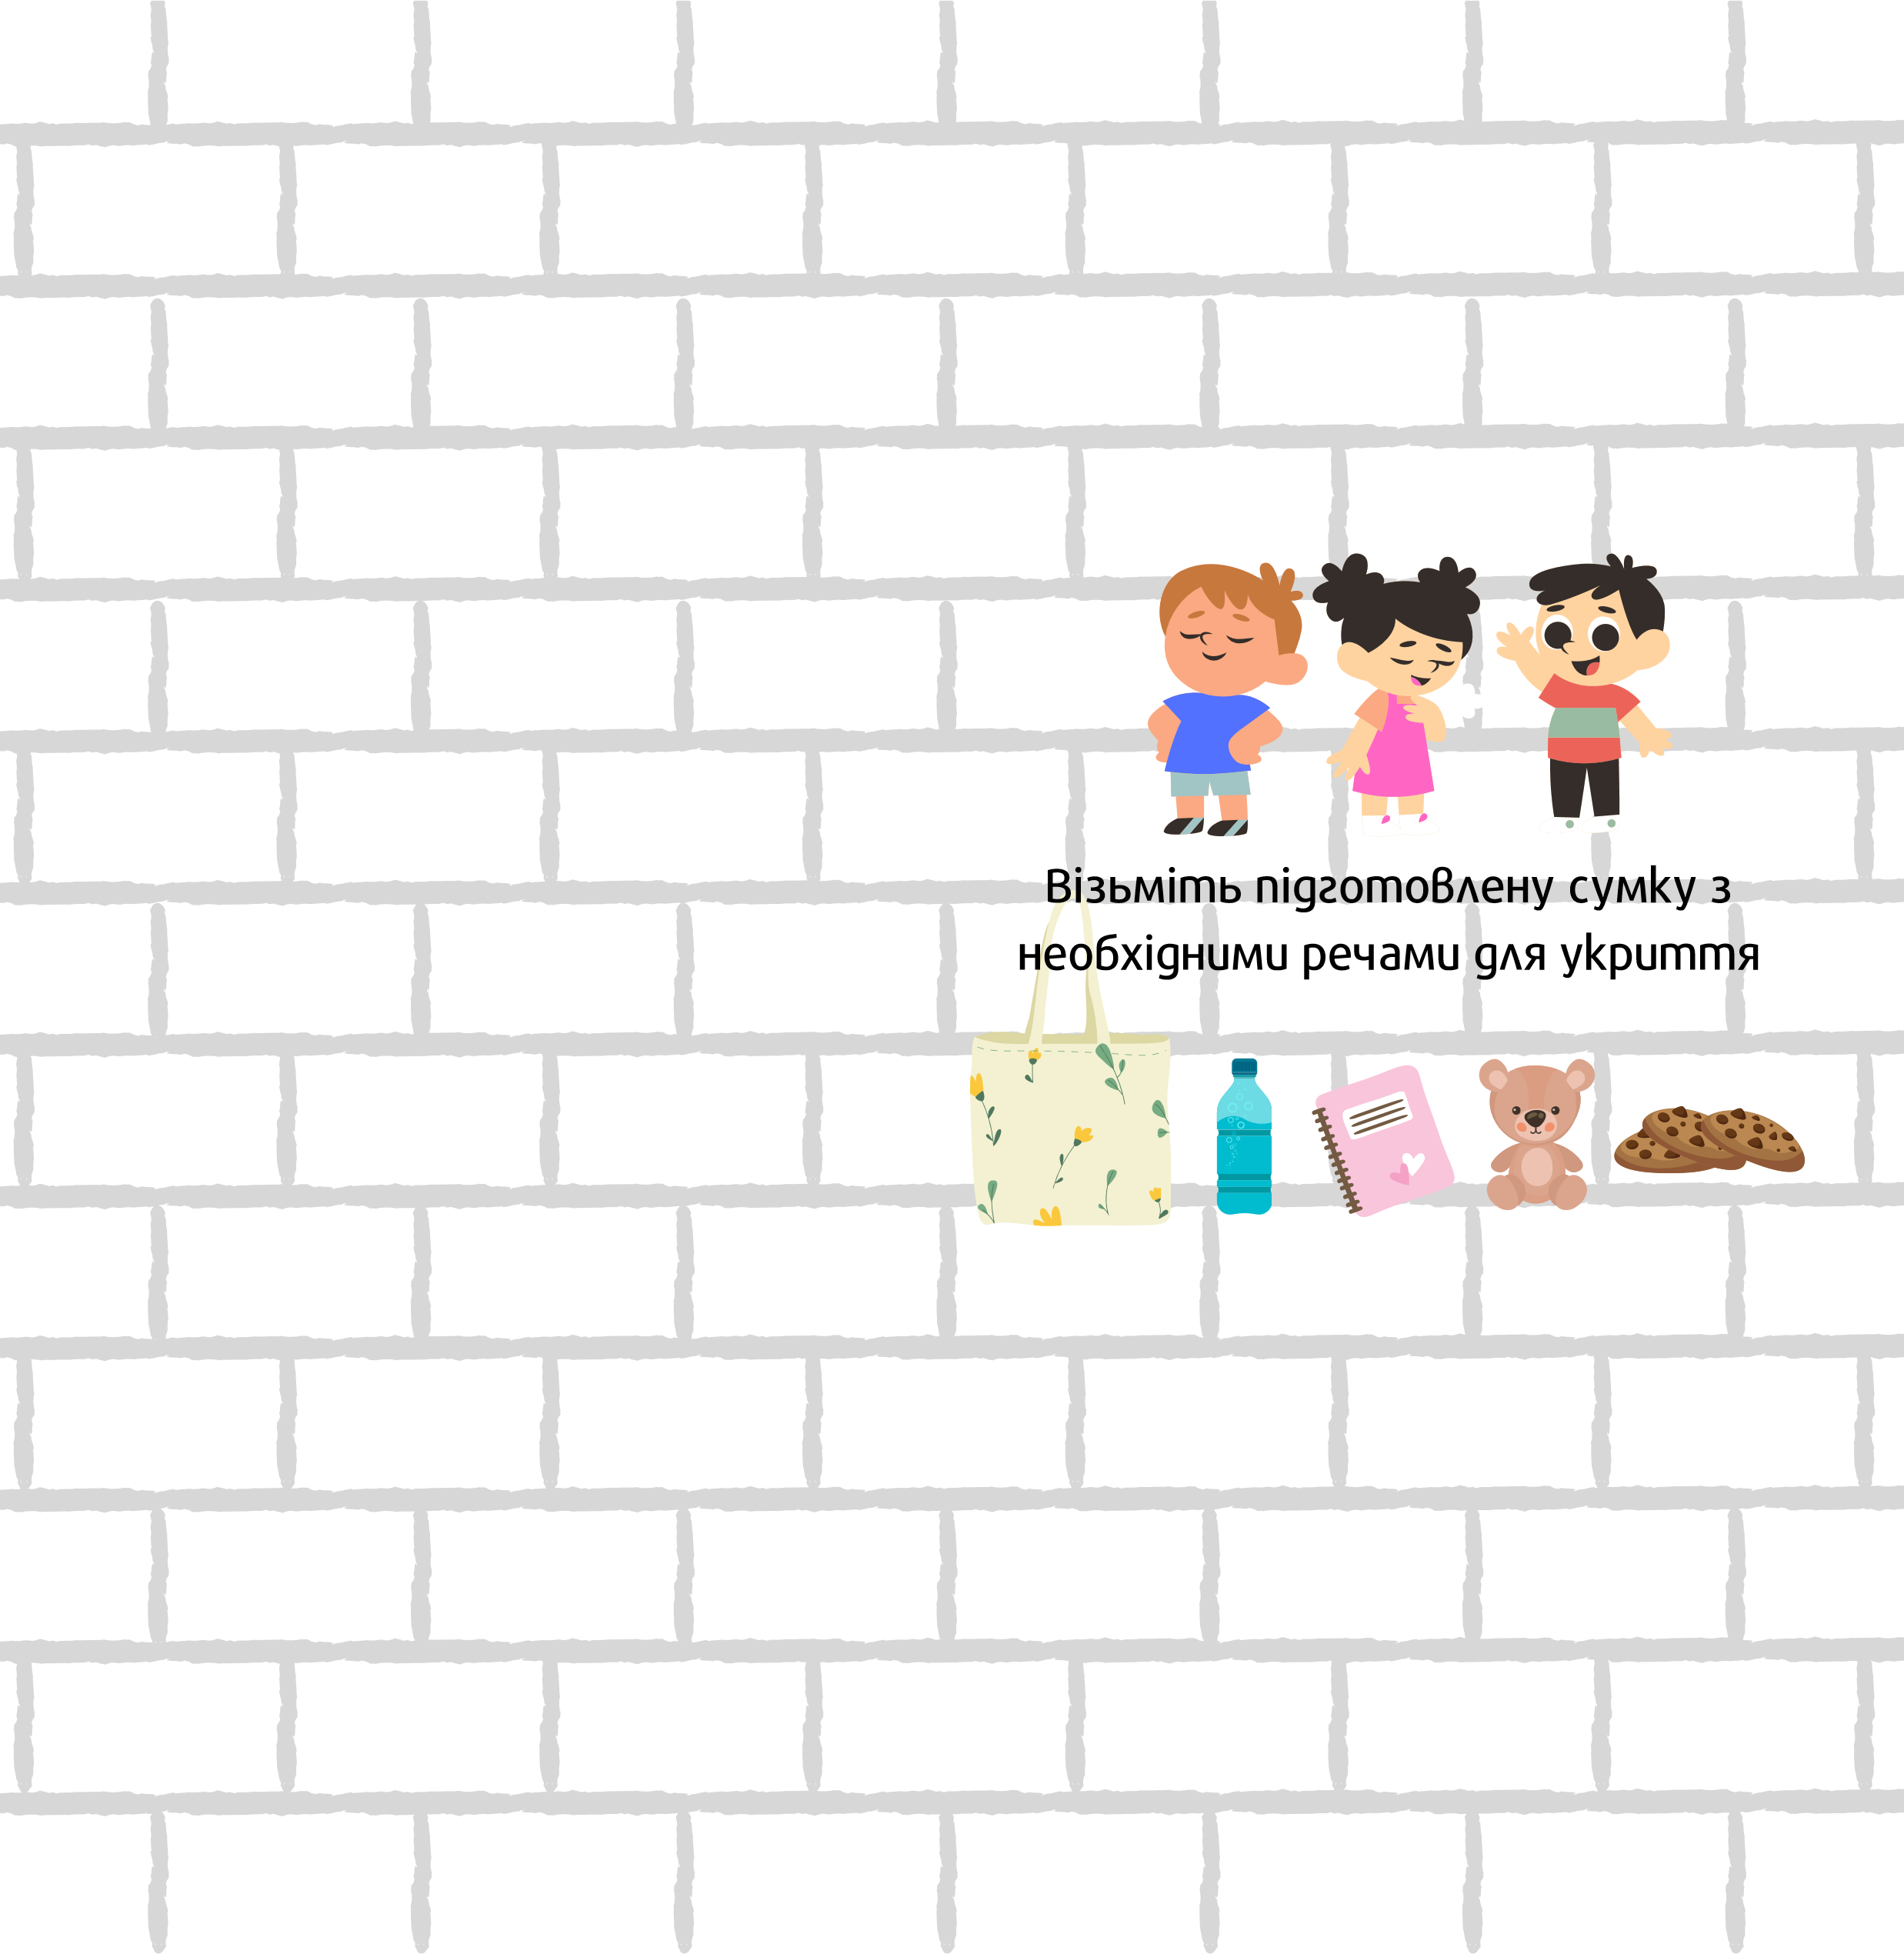 Візьміть підготовлену сумку з
необхідними речами для укриття